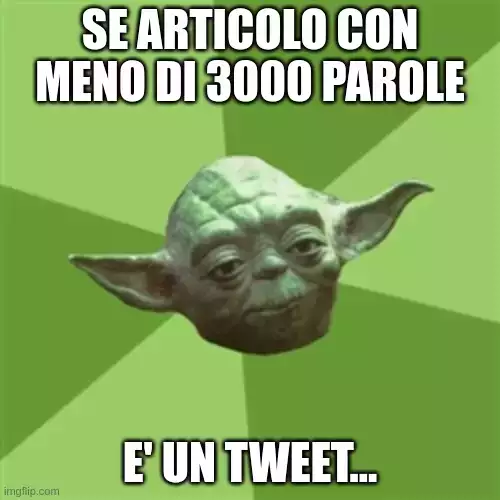 SE ARTICOLO CON
MENO DI 3000 PAROLE
E' UN TWEET...
imgflip.com